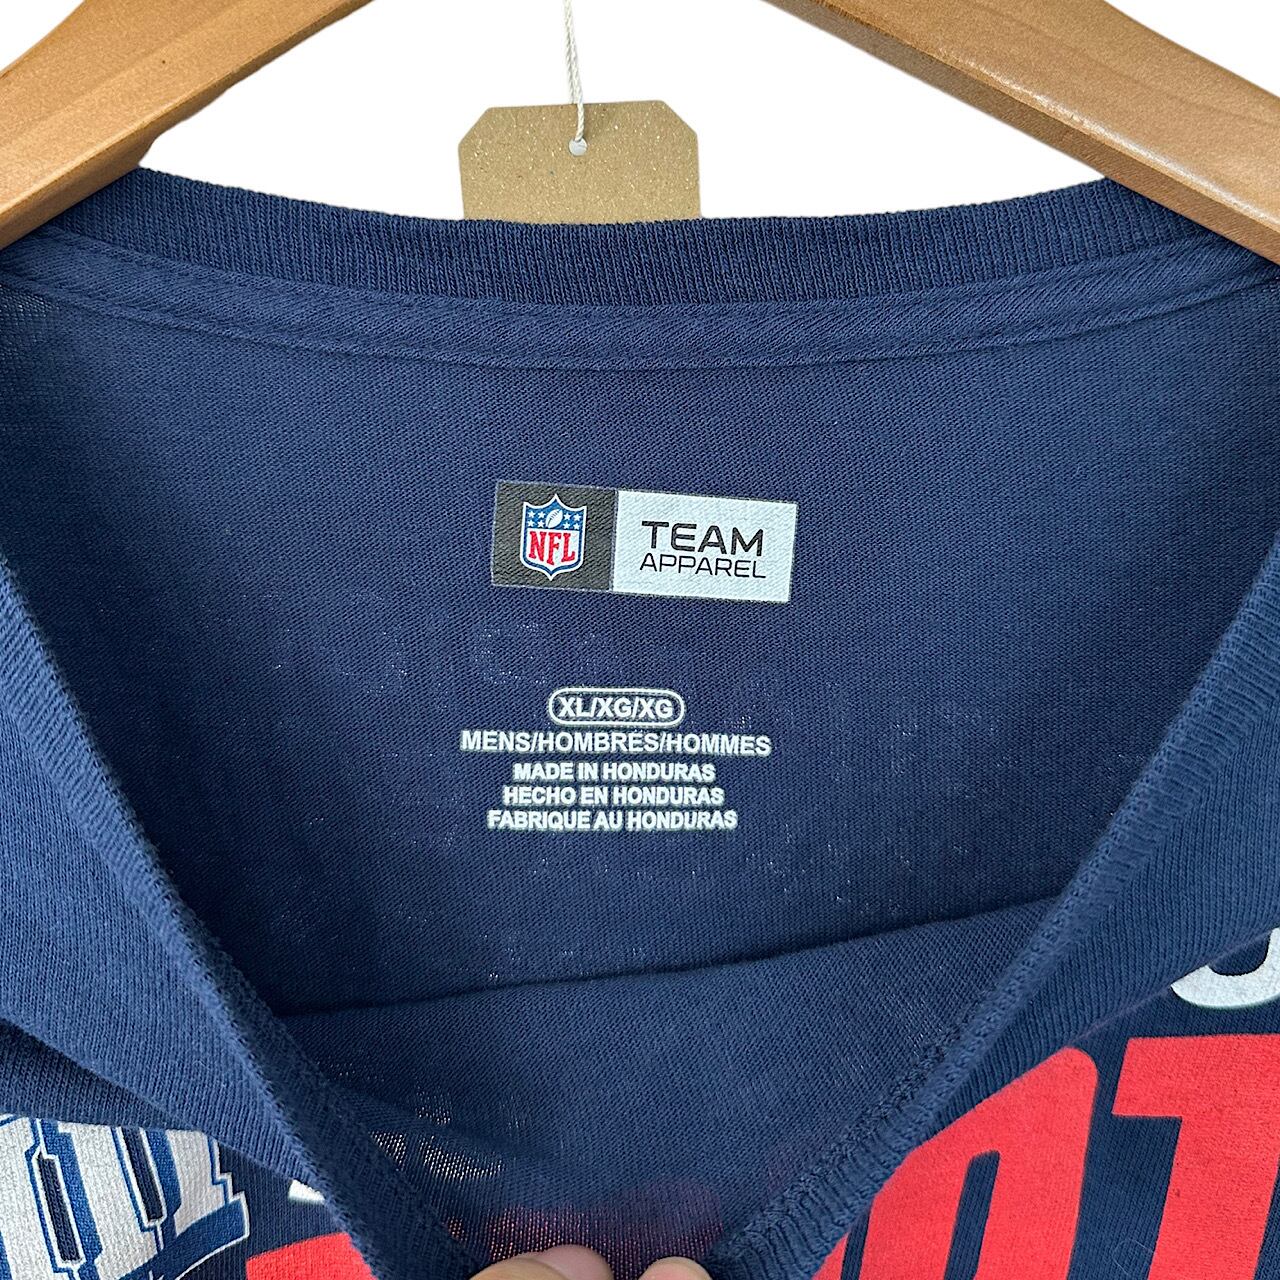 NFL
TEAM
APPAREL
XL/XG/XG
MENS/HOMBRES/HOMMES
MADE IN HONDURAS
HECHO EN HONDURAS
FABRIQUE AU HONDURAS